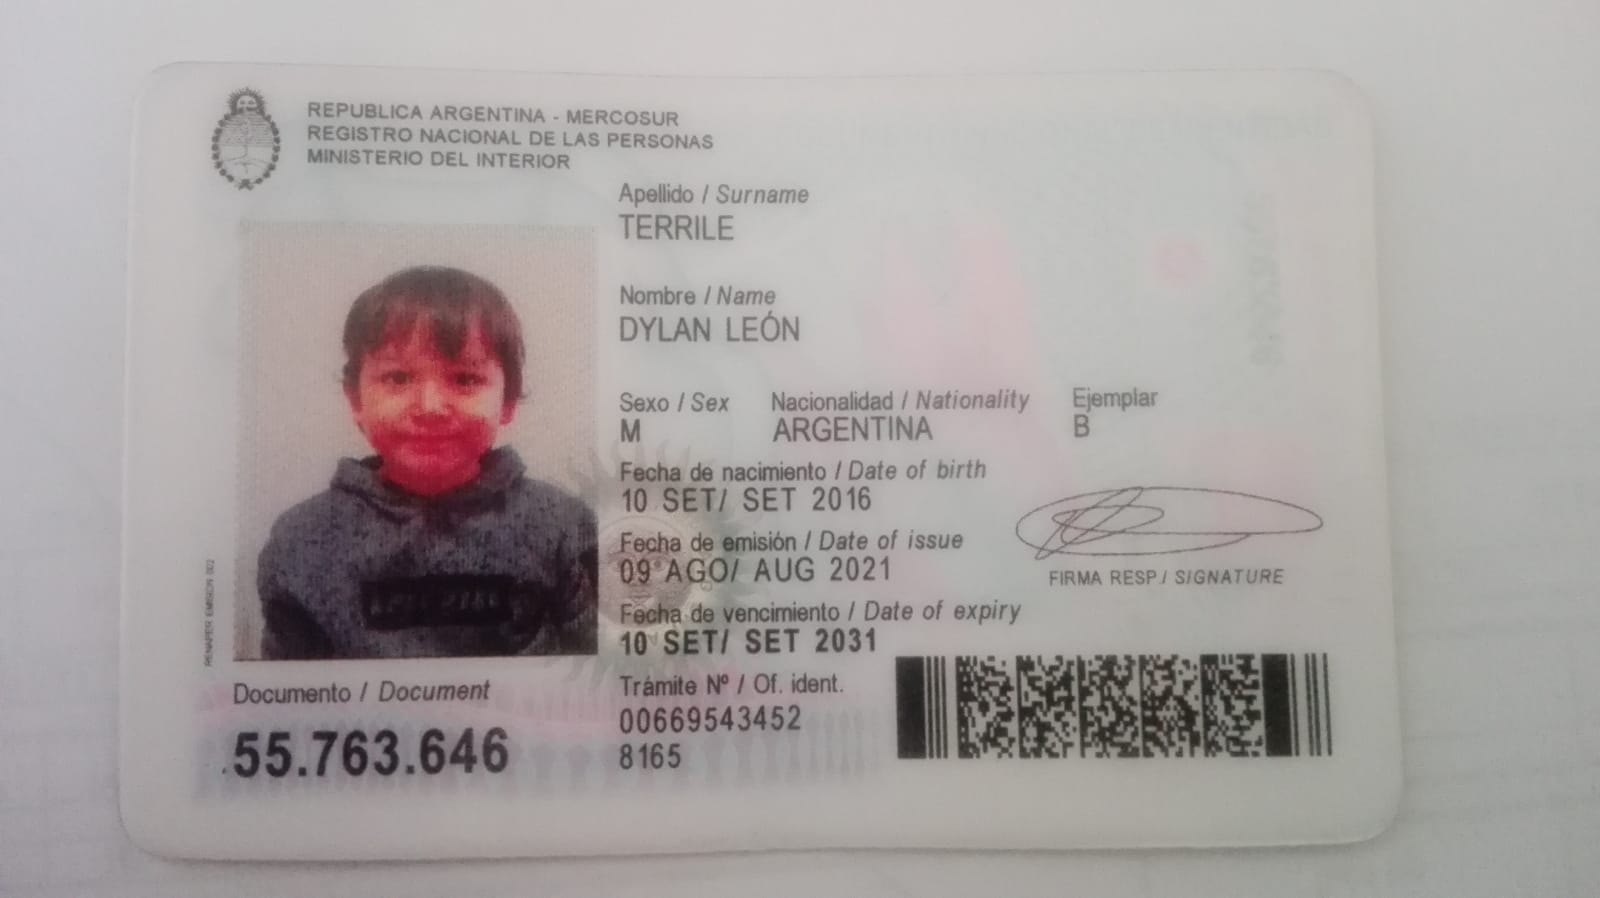 REPUBLICA ARGENTINA - MERCOSUR
REGISTRO NACIONAL DE LAS PERSONAS
MINISTERIO DEL INTERIOR
Apellido / Surname
TERRILE
Nombre / Name
DYLAN LEÓN
Sexo / Sex Nacionalidad / Nationality Ejemplar
M ARGENTINA B
Fecha de nacimiento / Date of birth
10 SET/ SET 2016
Fecha de emisión / Date of issue
09 AGO/ AUG 2021
FIRMA RESP./ SIGNATURE
Fecha de vencimiento / Date of expiry
10 SET/ SET 2031
Documento / Document
.55.763.646
Trámite Nº / Of. ident.
00669543452
8165